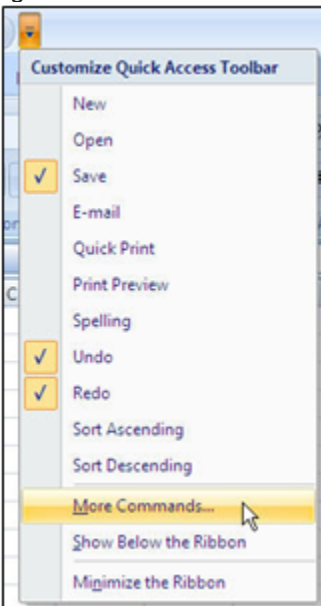 Customize Quick Access Toolbar
New
Open
Save
E-mail
Quick Print
Print Preview
Spelling
Undo
Redo
Sort Ascending
Sort Descending
More Commands...
Show Below the Ribbon
Minimize the Ribbon
C